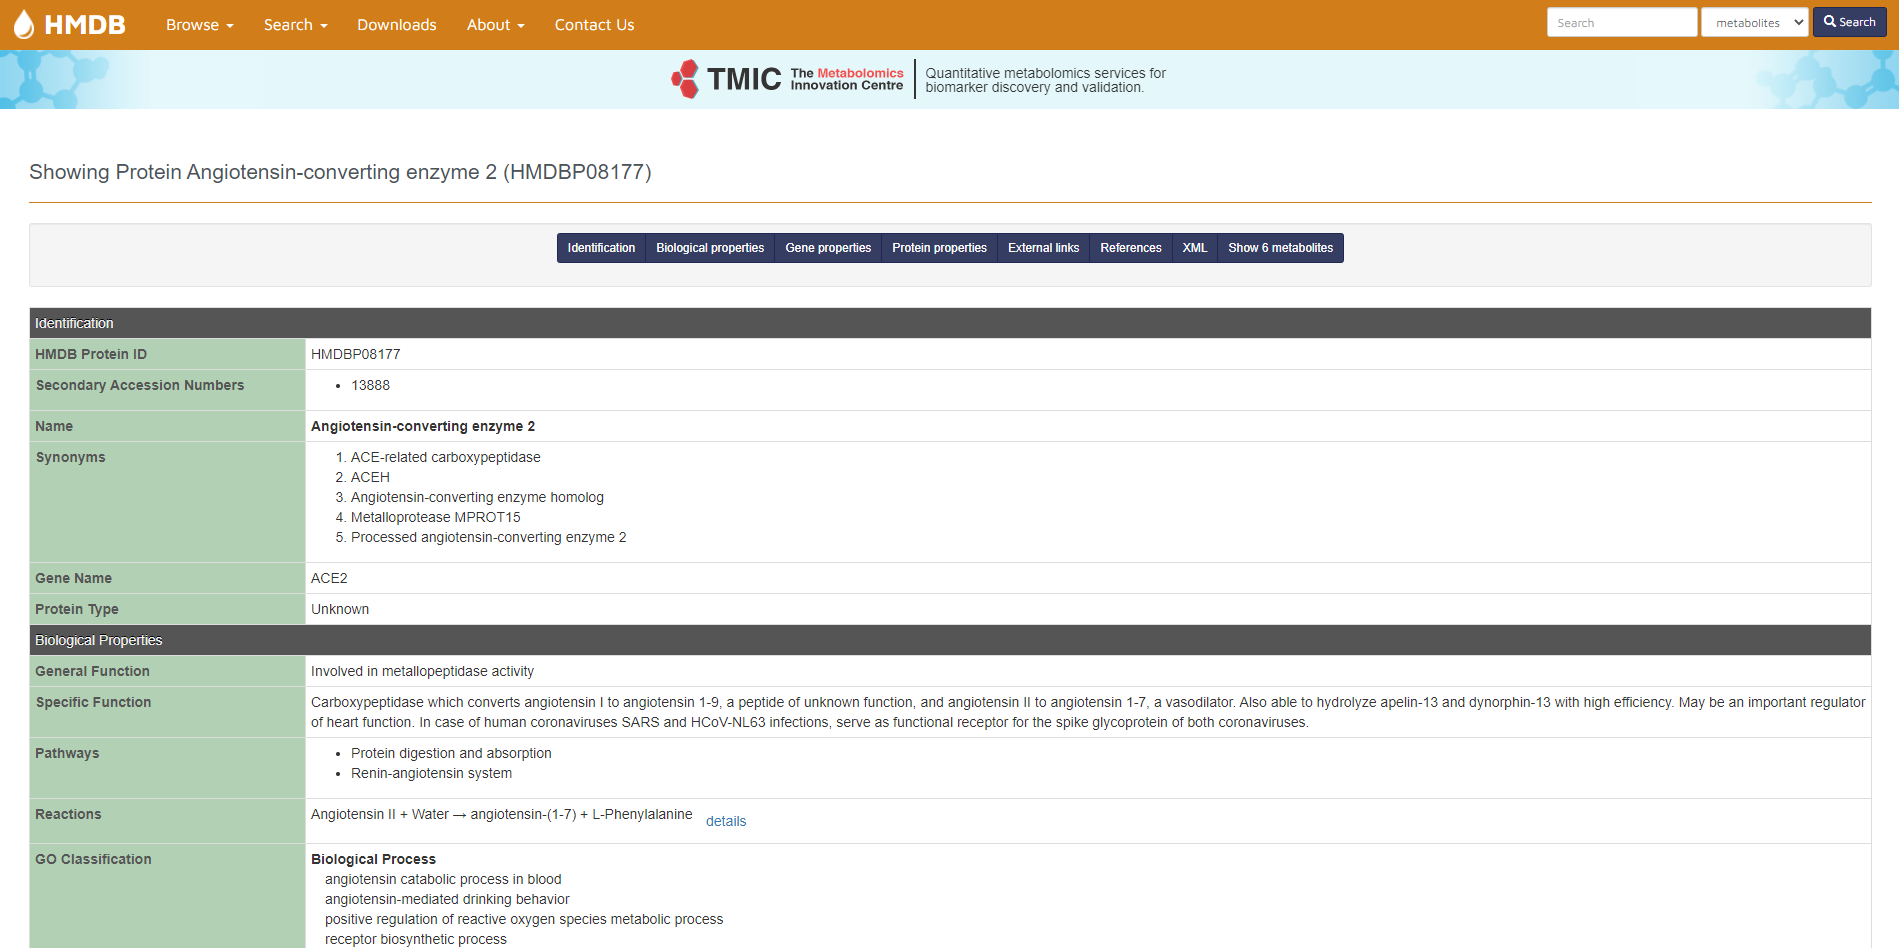 HMDB
Browse
Search
Downloads
About
Contact Us
Search
metabolites
Search
TMIC
The Metabolomics
Innovation Centre
Quantitative metabolomics services for
biomarker discovery and validation.
Showing Protein Angiotensin-converting enzyme 2 (HMDBP08177)
Identification
Biological properties
Gene properties
Protein properties
External links
References
XML
Show 6 metabolites
Identification
HMDB Protein ID
HMDBP08177
Secondary Accession Numbers
• 13888
Name
Angiotensin-converting enzyme 2
Synonyms
1. ACE-related carboxypeptidase
2. ACEH
3. Angiotensin-converting enzyme homolog
4. Metalloprotease MPROT15
5. Processed angiotensin-converting enzyme 2
Gene Name
ACE2
Protein Type
Unknown
Biological Properties
General Function
Involved in metallopeptidase activity
Specific Function
Carboxypeptidase which converts angiotensin I to angiotensin 1-9, a peptide of unknown function, and angiotensin II to angiotensin 1-7, a vasodilator. Also able to hydrolyze apelin-13 and dynorphin-13 with high efficiency. May be an important regulator
of heart function. In case of human coronaviruses SARS and HCoV-NL63 infections, serve as functional receptor for the spike glycoprotein of both coronaviruses.
Pathways
• Protein digestion and absorption
• Renin-angiotensin system
Reactions
Angiotensin II + Water → angiotensin-(1-7) + L-Phenylalanine details
GO Classification
Biological Process
angiotensin catabolic process in blood
angiotensin-mediated drinking behavior
positive regulation of reactive oxygen species metabolic process
receptor biosynthetic process